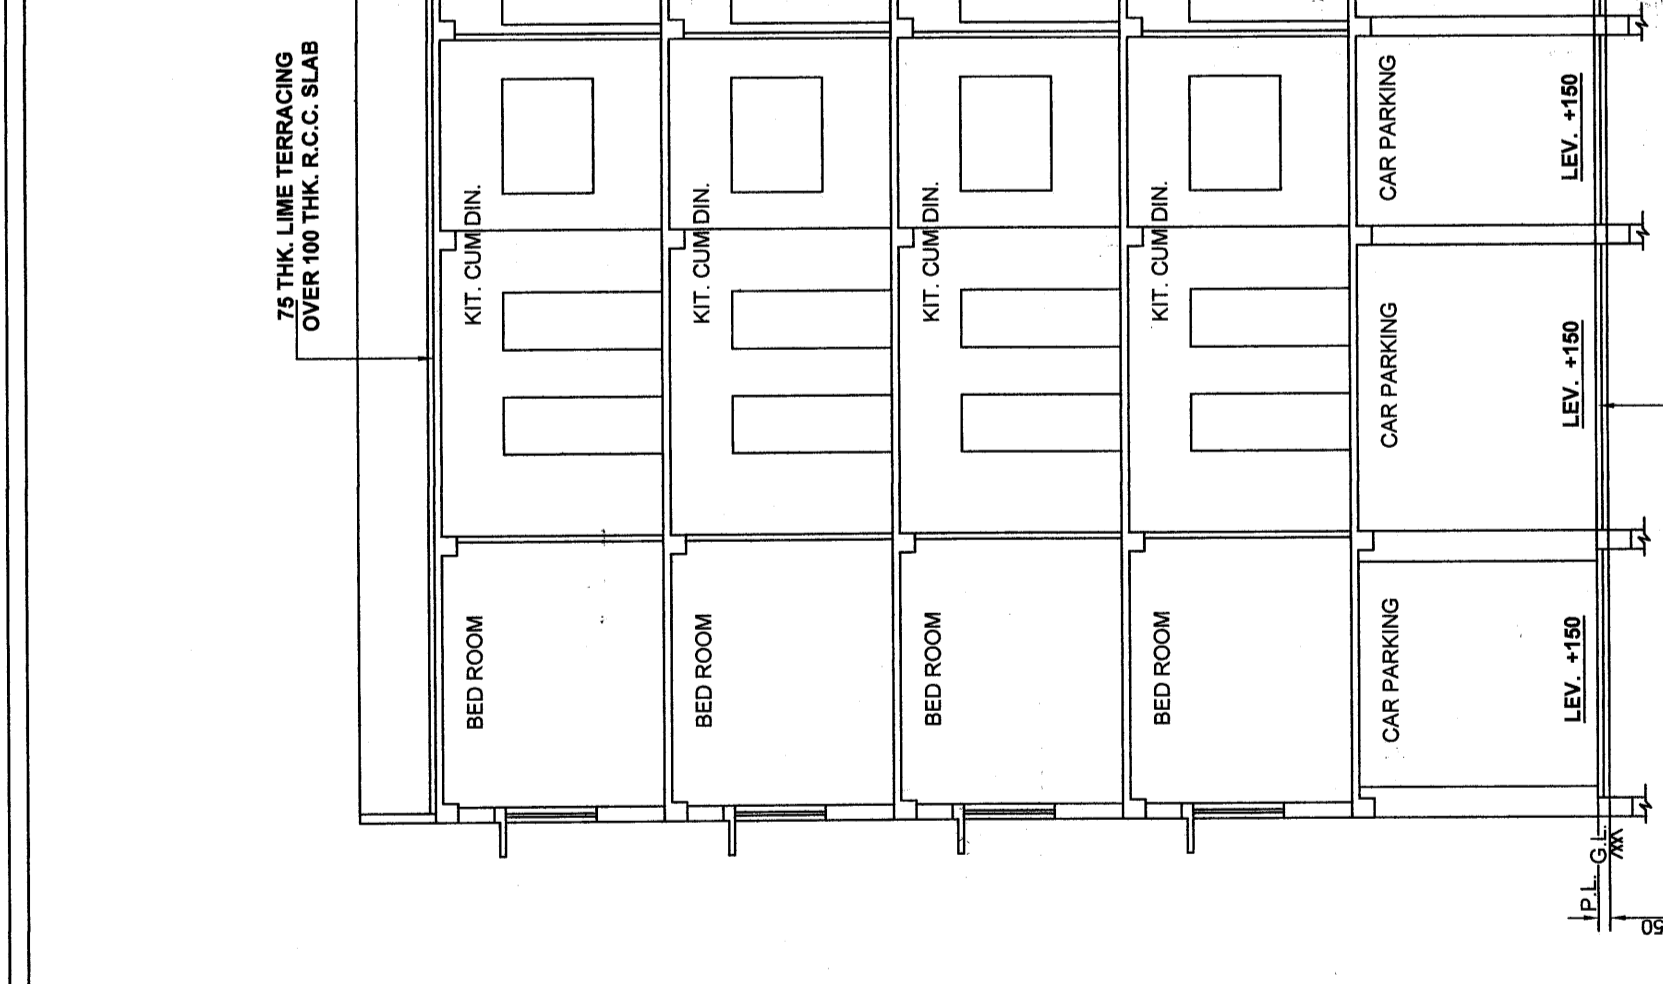 75 THK. LIME TERRACING
OVER 100 THK. R.C.C. SLAB
BED ROOM
KIT. CUM DIN.
BED ROOM
KIT. CUM DIN.
BED ROOM
KIT. CUM DIN.
BED ROOM
KIT. CUM DIN.
CAR PARKING
CAR PARKING
CAR PARKING
LEV. +150
LEV. +150
LEV. +150
P.L.
G.L.